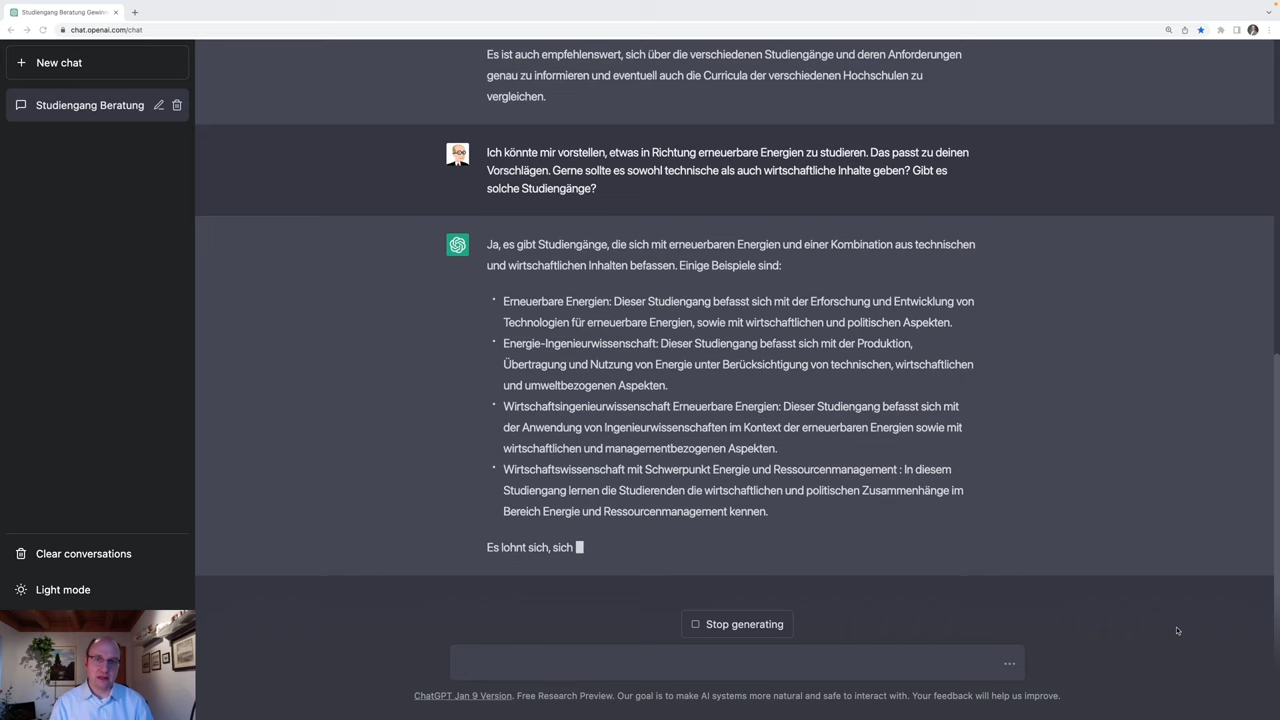 Studiengang Beratung Gewinn
chat.openai.com/chat
New chat
Studiengang Beratung
Es ist auch empfehlenswert, sich über die verschiedenen Studiengänge und deren Anforderungen
genau zu informieren und eventuell auch die Curricula der verschiedenen Hochschulen zu
vergleichen.
Ich könnte mir vorstellen, etwas in Richtung erneuerbare Energien zu studieren. Das passt zu deinen
Vorschlägen. Gerne sollte es sowohl technische als auch wirtschaftliche Inhalte geben? Gibt es
solche Studiengänge?
Ja, es gibt Studiengänge, die sich mit erneuerbaren Energien und einer Kombination aus technischen
und wirtschaftlichen Inhalten befassen. Einige Beispiele sind:
• Erneuerbare Energien: Dieser Studiengang befasst sich mit der Erforschung und Entwicklung von
Technologien für erneuerbare Energien, sowie mit wirtschaftlichen und politischen Aspekten.
• Energie-Ingenieurwissenschaft: Dieser Studiengang befasst sich mit der Produktion,
Übertragung und Nutzung von Energie unter Berücksichtigung von technischen, wirtschaftlichen
und umweltbezogenen Aspekten.
• Wirtschaftsingenieurwissenschaft Erneuerbare Energien: Dieser Studiengang befasst sich mit
der Anwendung von Ingenieurwissenschaften im Kontext der erneuerbaren Energien sowie mit
wirtschaftlichen und managementbezogenen Aspekten.
• Wirtschaftswissenschaft mit Schwerpunkt Energie und Ressourcenmanagement : In diesem
Studiengang lernen die Studierenden die wirtschaftlichen und politischen Zusammenhänge im
Bereich Energie und Ressourcenmanagement kennen.
Es lohnt sich, sich
Clear conversations
Light mode
Stop generating
ChatGPT Jan 9 Version. Free Research Preview. Our goal is to make AI systems more natural and safe to interact with. Your feedback will help us improve.